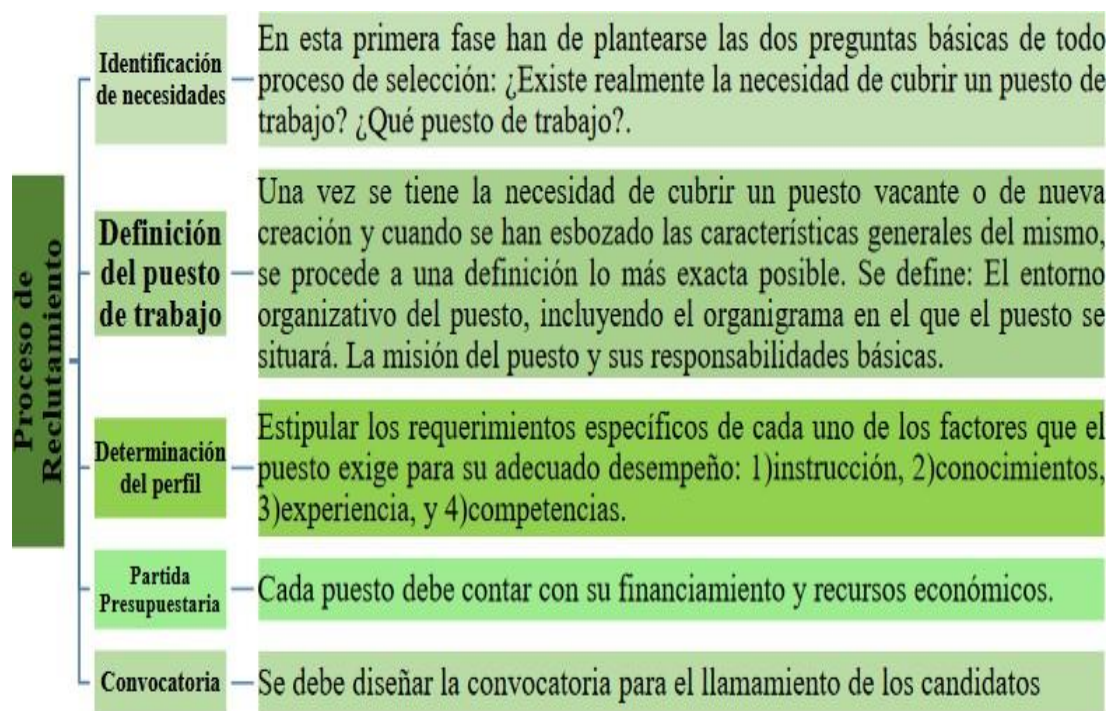 Proceso de
Reclutamiento
Identificación
de necesidades
En esta primera fase han de plantearse las dos preguntas básicas de todo
proceso de selección: ¿Existe realmente la necesidad de cubrir un puesto de
trabajo? ¿Qué puesto de trabajo?.
Definición
del puesto
de trabajo
Una vez se tiene la necesidad de cubrir un puesto vacante o de nueva
creación y cuando se han esbozado las características generales del mismo,
se procede a una definición lo más exacta posible. Se define: El entorno
organizativo del puesto, incluyendo el organigrama en el que el puesto se
situará. La misión del puesto y sus responsabilidades básicas.
Determinación
del perfil
Estipular los requerimientos específicos de cada uno de los factores que el
puesto exige para su adecuado desempeño: 1)instrucción, 2)conocimientos,
3)experiencia, y 4)competencias.
Partida
Presupuestaria
Cada puesto debe contar con su financiamiento y recursos económicos.
Convocatoria
Se debe diseñar la convocatoria para el llamamiento de los candidatos